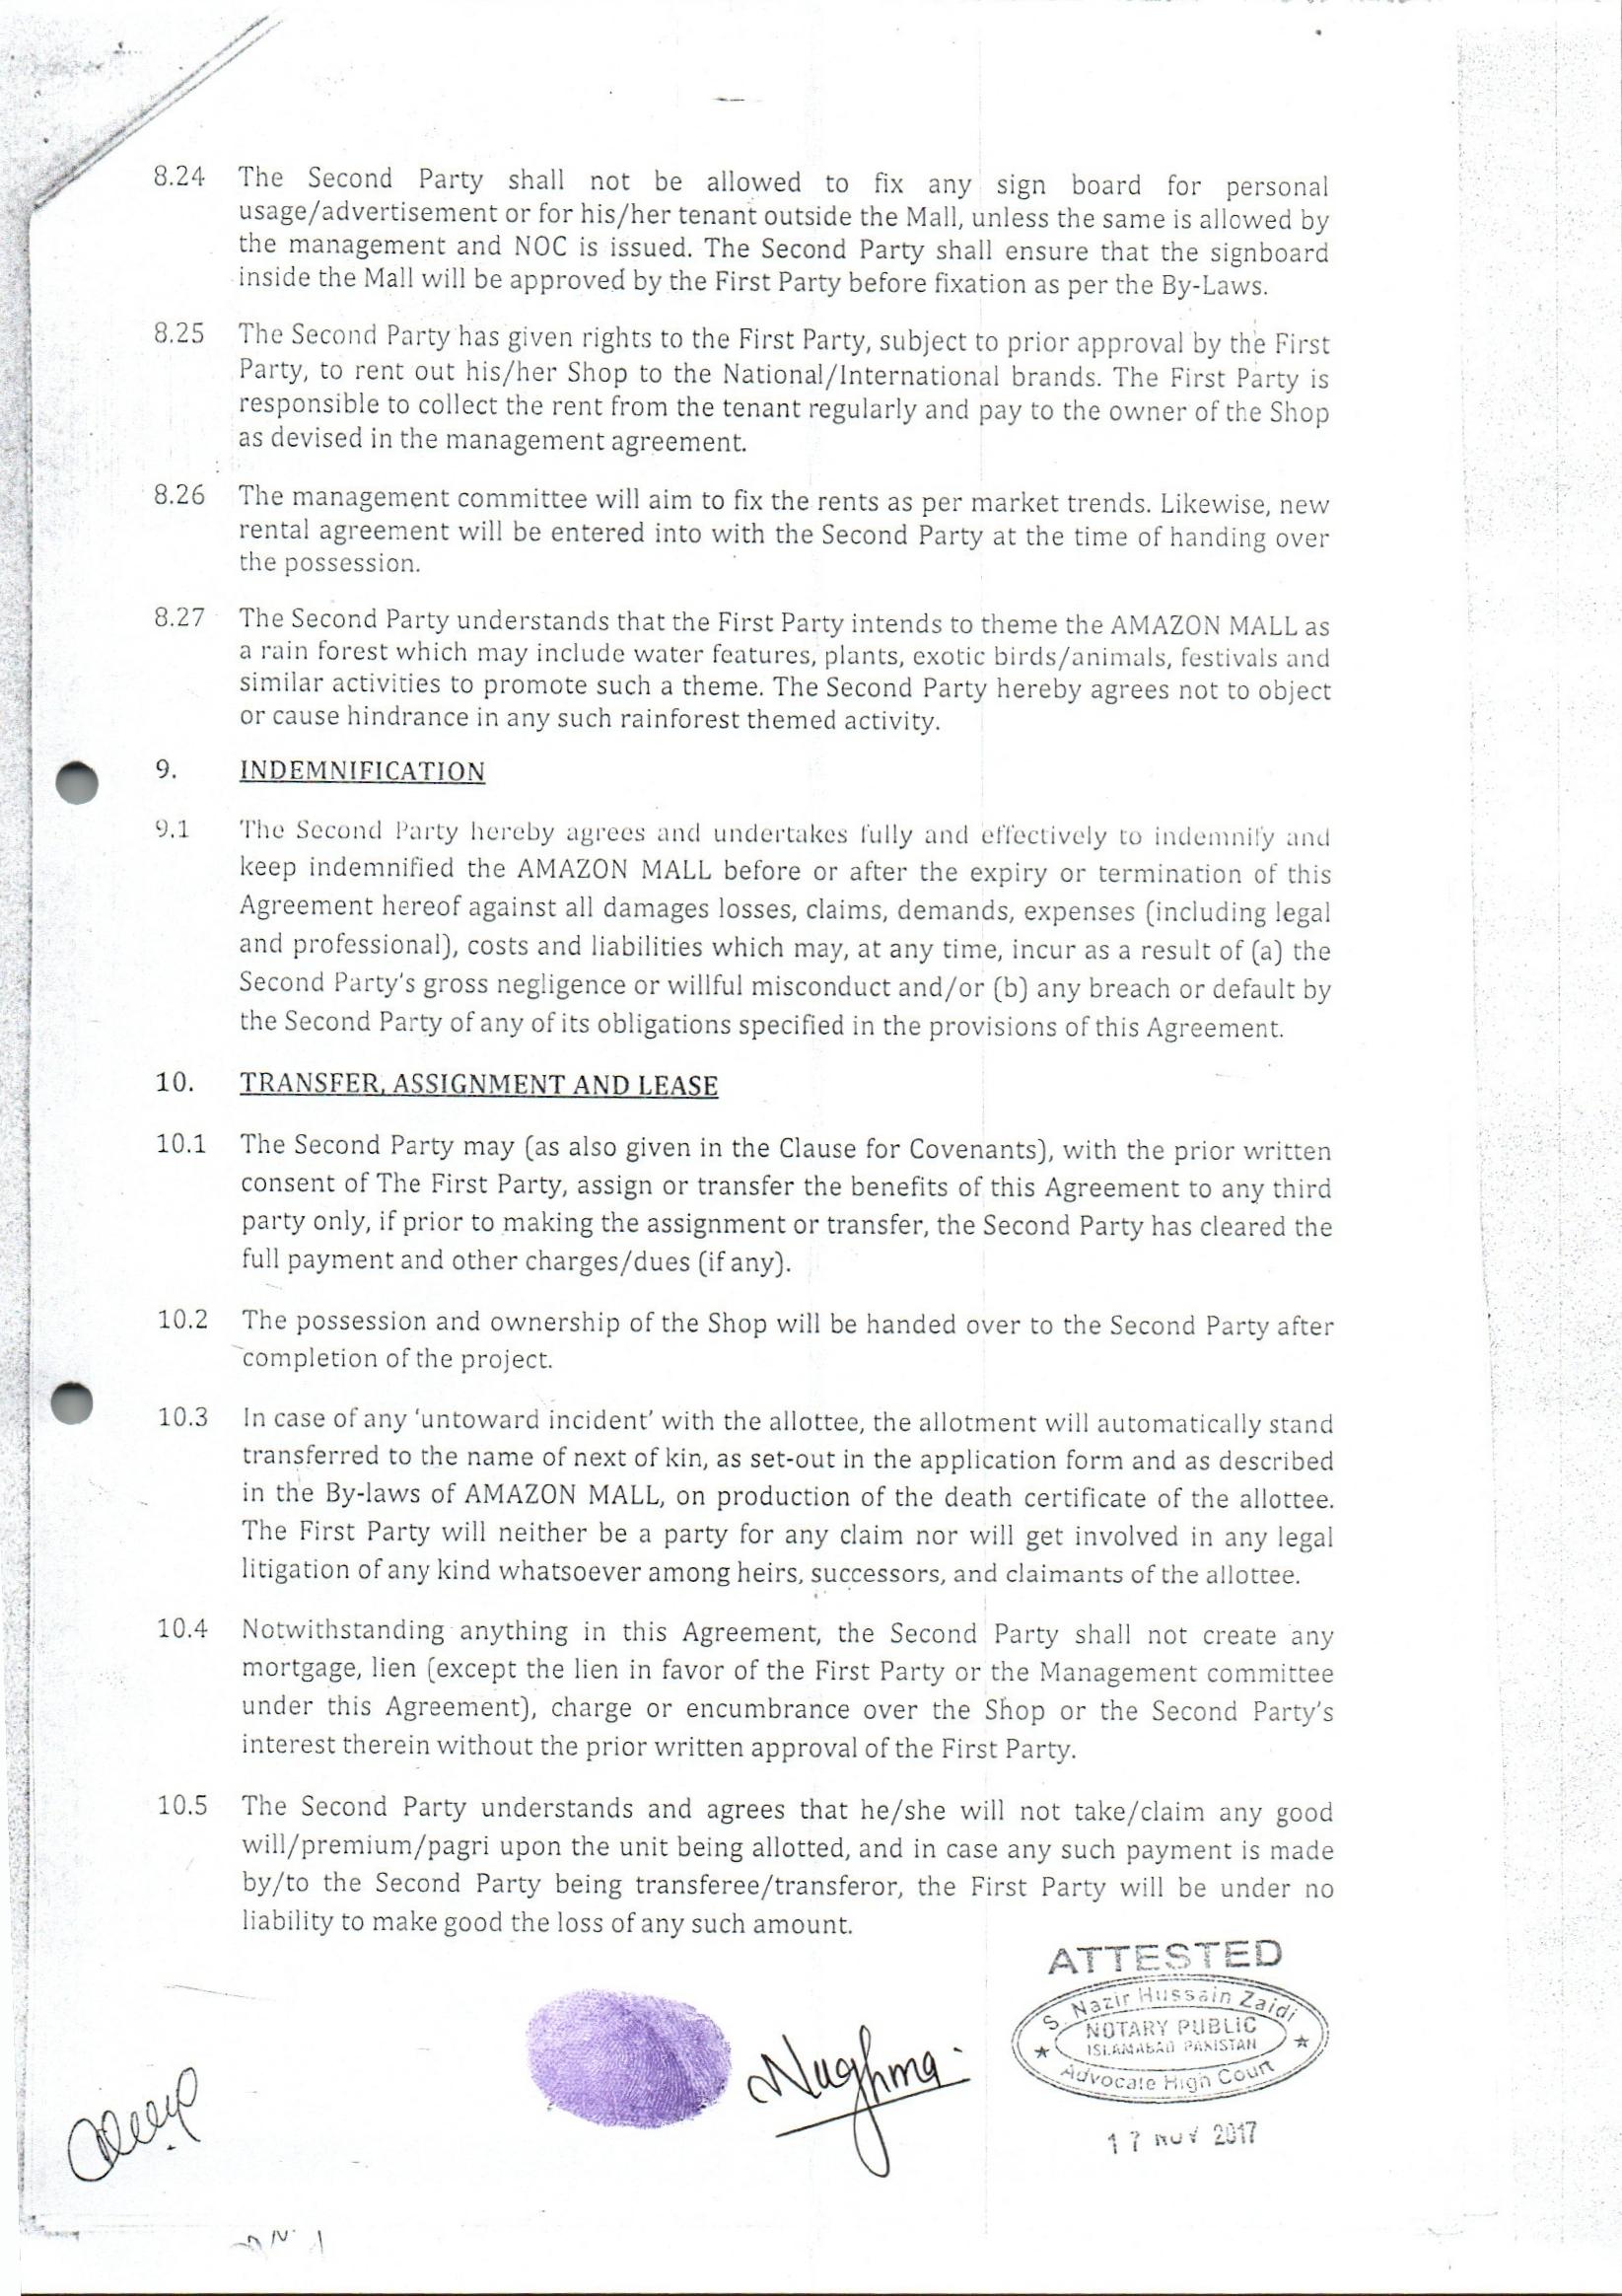 8.24 The Second Party shall not be allowed to fix any sign board for personal
usage/advertisement or for his/her tenant outside the Mall, unless the same is allowed by
the management and NOC is issued. The Second Party shall ensure that the signboard
inside the Mall will be approved by the First Party before fixation as per the By-Laws.
8.25 The Second Party has given rights to the First Party, subject to prior approval by the First
Party, to rent out his/her Shop to the National/International brands. The First Party is
responsible to collect the rent from the tenant regularly and pay to the owner of the Shop
as devised in the management agreement.
8.26 The management committee will aim to fix the rents as per market trends. Likewise, new
rental agreement will be entered into with the Second Party at the time of handing over
the possession.
8.27 The Second Party understands that the First Party intends to theme the AMAZON MALL as
a rain forest which may include water features, plants, exotic birds/animals, festivals and
similar activities to promote such a theme. The Second Party hereby agrees not to object
or cause hindrance in any such rainforest themed activity.
9. INDEMNIFICATION
9.1 The Second Party hereby agrees and undertakes fully and effectively to indemnify and
keep indemnified the AMAZON MALL before or after the expiry or termination of this
Agreement hereof against all damages losses, claims, demands, expenses (including legal
and professional), costs and liabilities which may, at any time, incur as a result of (a) the
Second Party's gross negligence or willful misconduct and/or (b) any breach or default by
the Second Party of any of its obligations specified in the provisions of this Agreement.
10. TRANSFER, ASSIGNMENT AND LEASE
10.1 The Second Party may (as also given in the Clause for Covenants), with the prior written
consent of The First Party, assign or transfer the benefits of this Agreement to any third
party only, if prior to making the assignment or transfer, the Second Party has cleared the
full payment and other charges/dues (if any).
10.2 The possession and ownership of the Shop will be handed over to the Second Party after
completion of the project.
10.3 In case of any 'untoward incident' with the allottee, the allotment will automatically stand
transferred to the name of next of kin, as set-out in the application form and as described
in the By-laws of AMAZON MALL, on production of the death certificate of the allottee.
The First Party will neither be a party for any claim nor will get involved in any legal
litigation of any kind whatsoever among heirs, successors, and claimants of the allottee.
10.4 Notwithstanding anything in this Agreement, the Second Party shall not create any
mortgage, lien (except the lien in favor of the First Party or the Management committee
under this Agreement), charge or encumbrance over the Shop or the Second Party's
interest therein without the prior written approval of the First Party.
10.5 The Second Party understands and agrees that he/she will not take/claim any good
will/premium/pagri upon the unit being allotted, and in case any such payment is made
by/to the Second Party being transferee/transferor, the First Party will be under no
liability to make good the loss of any such amount.
ATTESTED
S. Nazir Hussain Zaidi
NOTARY PUBLIC
ISLAMABAD PAKISTAN
Advocate High Court
Nughma
17 NOV 2017